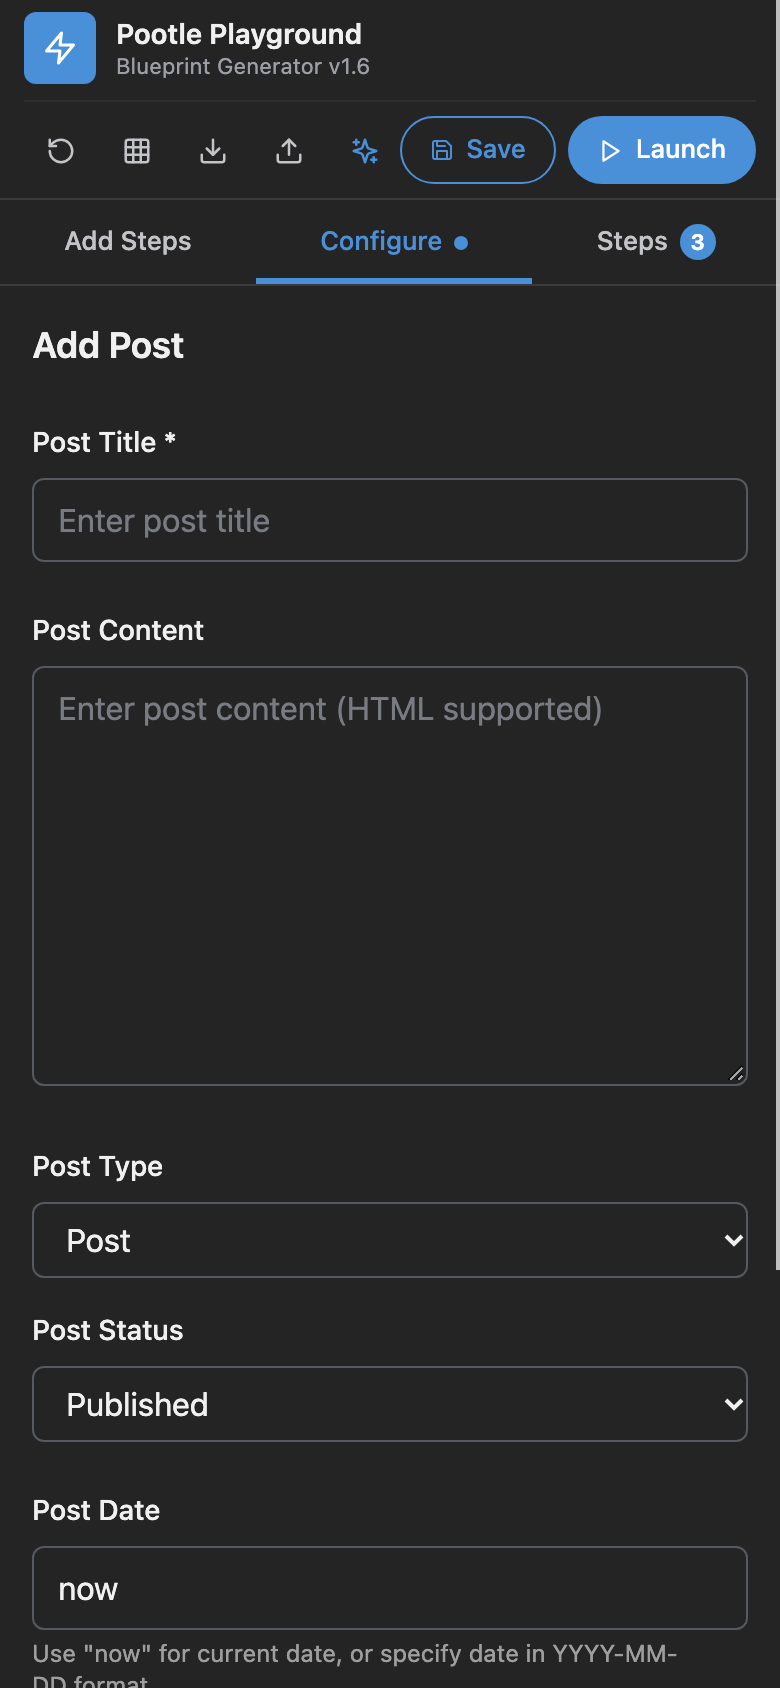 Pootle Playground
Blueprint Generator v1.6
Save
Launch
Add Steps
Configure
Steps 3
Add Post
Post Title *
Enter post title
Post Content
Enter post content (HTML supported)
Post Type
Post
Post Status
Published
Post Date
now
Use "now" for current date, or specify date in YYYY-MM-
DD format